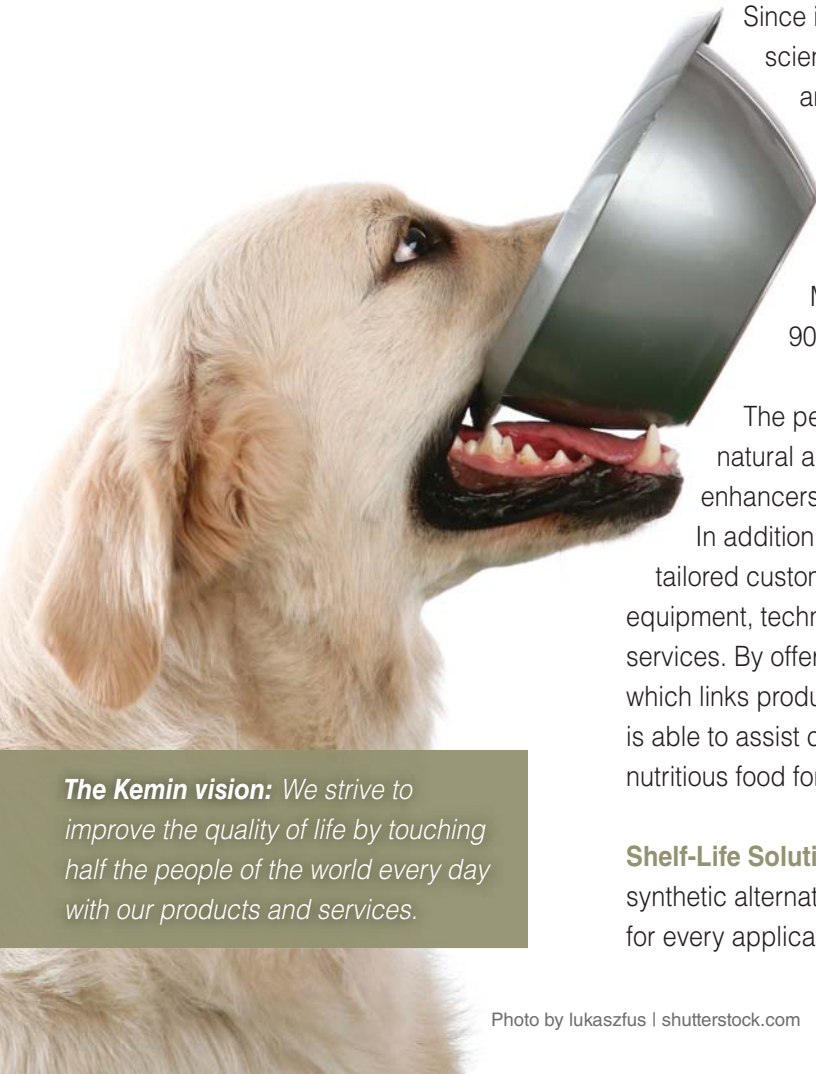 Since i
scien
a
M
90
The pe
natural a
enhancers
In addition
tailored custom
equipment, techn
services. By offer
which links produ
is able to assist c
nutritious food for
The Kemin vision: We strive to
improve the quality of life by touching
half the people of the world every day
with our products and services.
Shelf-Life Soluti
synthetic alternat
for every applica
Photo by lukaszfus | shutterstock.com